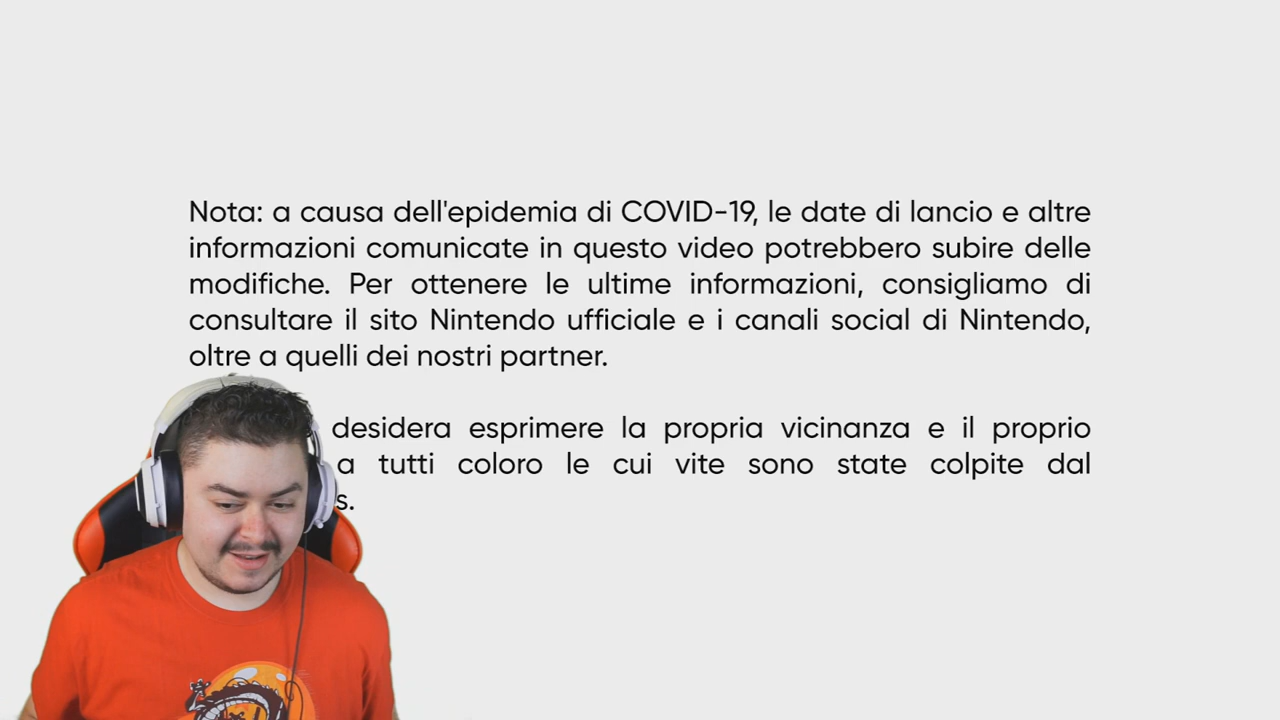 Nota: a causa dell'epidemia di COVID-19, le date di lancio e altre
informazioni comunicate in questo video potrebbero subire delle
modifiche. Per ottenere le ultime informazioni, consigliamo di
consultare il sito Nintendo ufficiale e i canali social di Nintendo,
oltre a quelli dei nostri partner.
desidera esprimere la propria vicinanza e il proprio
a tutti coloro le cui vite sono state colpite dal
s.